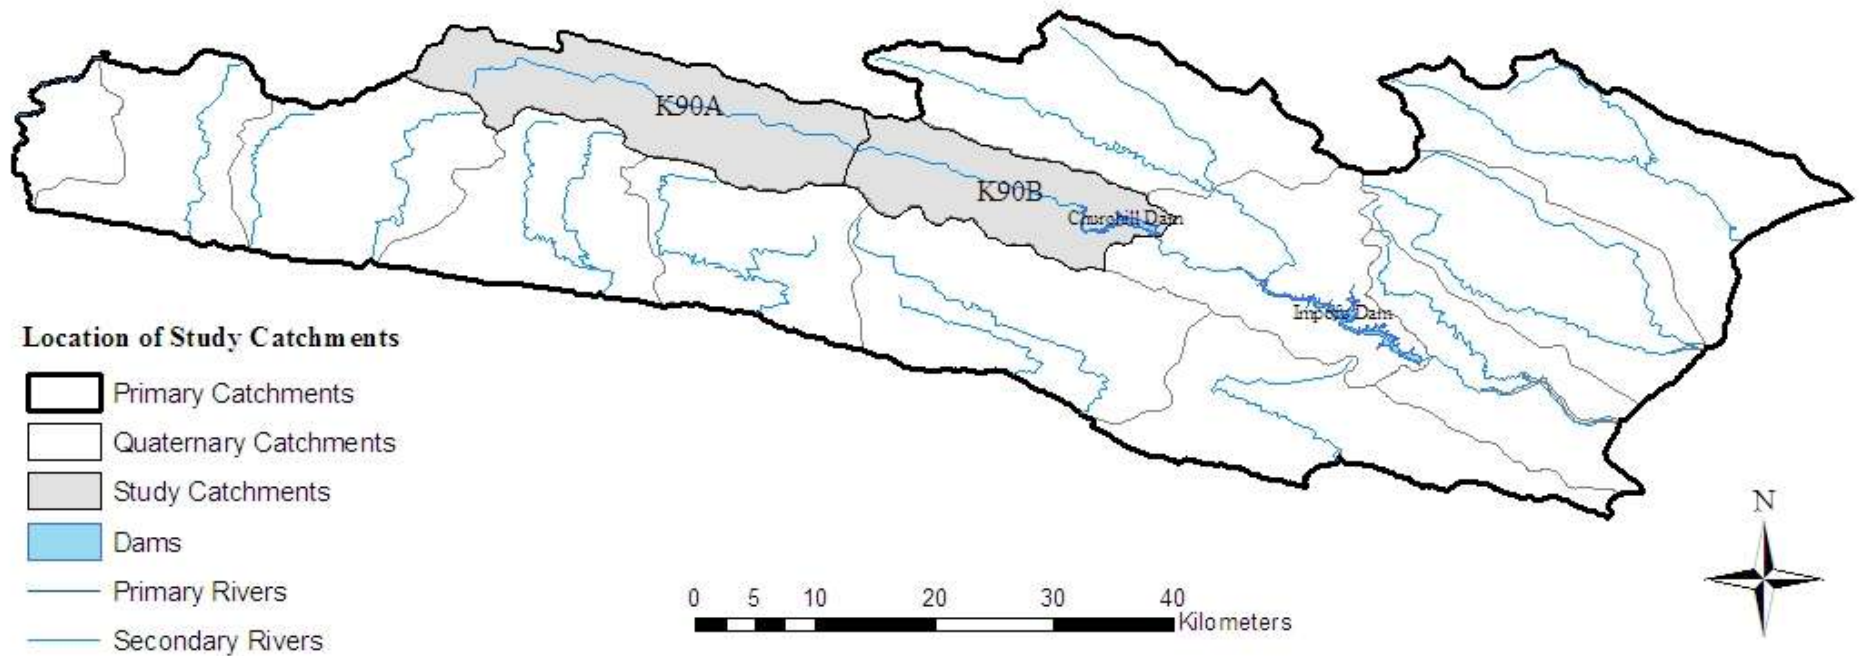 K90A
K90B
Churchill Dam
Impofu Dam
Location of Study Catchments
Primary Catchments
Quaternary Catchments
Study Catchments
Dams
Primary Rivers
Secondary Rivers
0 5 10 20 30 40
Kilometers
N